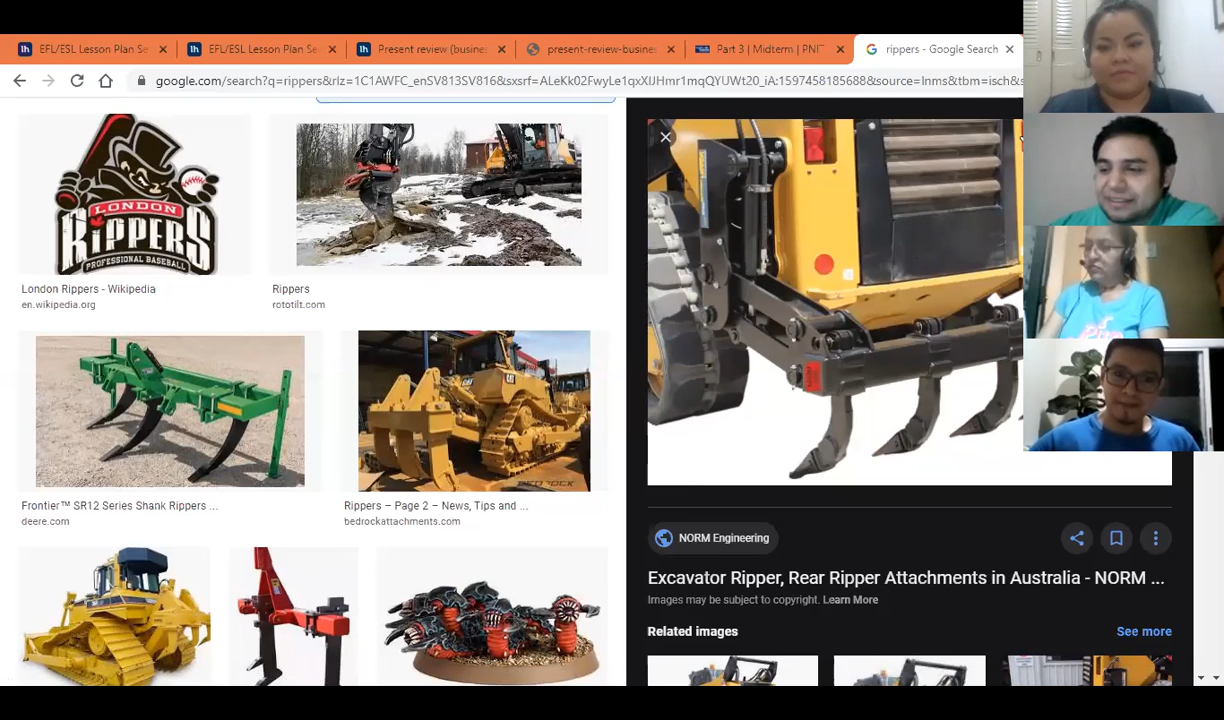 EFL/ESL Lesson Plan Se
EFL/ESL Lesson Plan Se
Present review (busine
present-review-busines
Part 3 | Midterm | PNI
rippers - Google Search
google.com/search?q=rippers&rlz=1C1AWFC_enSV813SV816&sxsrf=ALeKk02FwyLe1qxXIJHmr1mqQYUWt20_iA:1597458185688&source=lnms&tbm=isch&s
LONDON
RIPPERS
PROFESSIONAL BASEBALL
London Rippers - Wikipedia
en.wikipedia.org
Rippers
rototilt.com
CAT
BEDROCK
Frontier™ SR12 Series Shank Rippers ...
deere.com
Rippers – Page 2 – News, Tips and ...
bedrockattachments.com
NORM Engineering
Excavator Ripper, Rear Ripper Attachments in Australia - NORM ...
Images may be subject to copyright. Learn More
Related images
See more